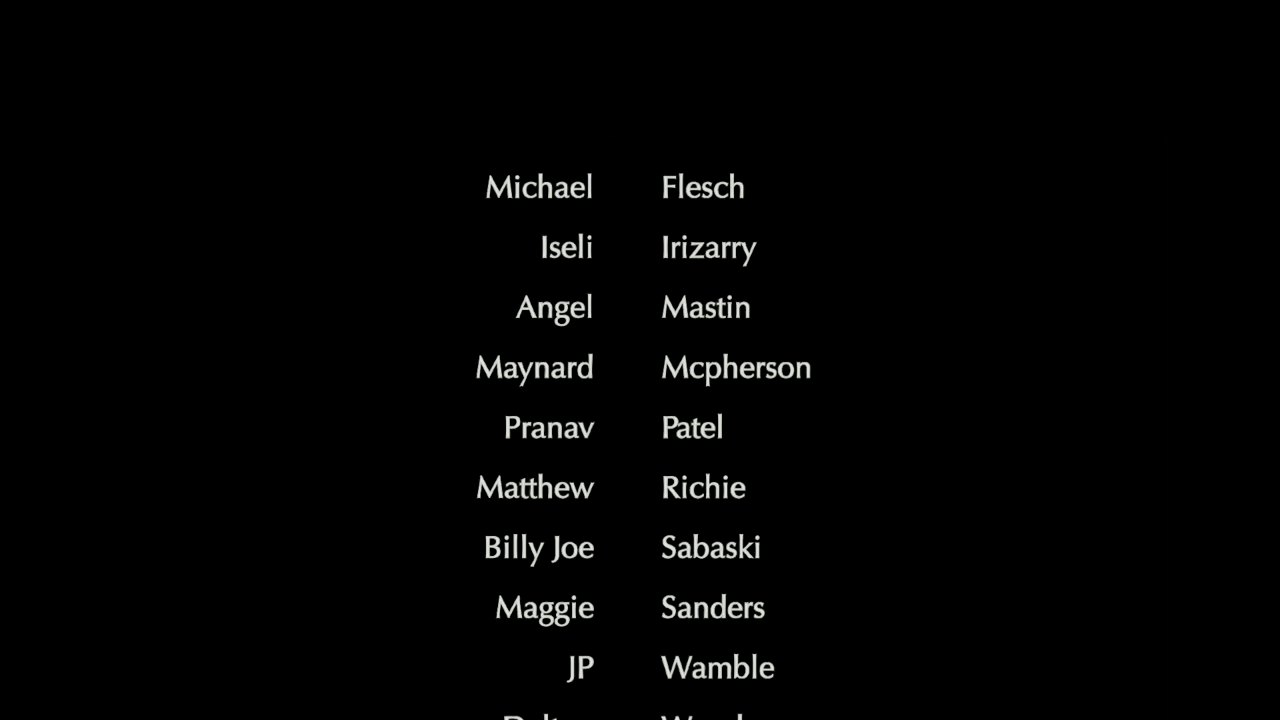 Michael Flesch
Iseli Irizarry
Angel Mastin
Maynard Mcpherson
Pranav Patel
Matthew Richie
Billy Joe Sabaski
Maggie Sanders
JP Wamble